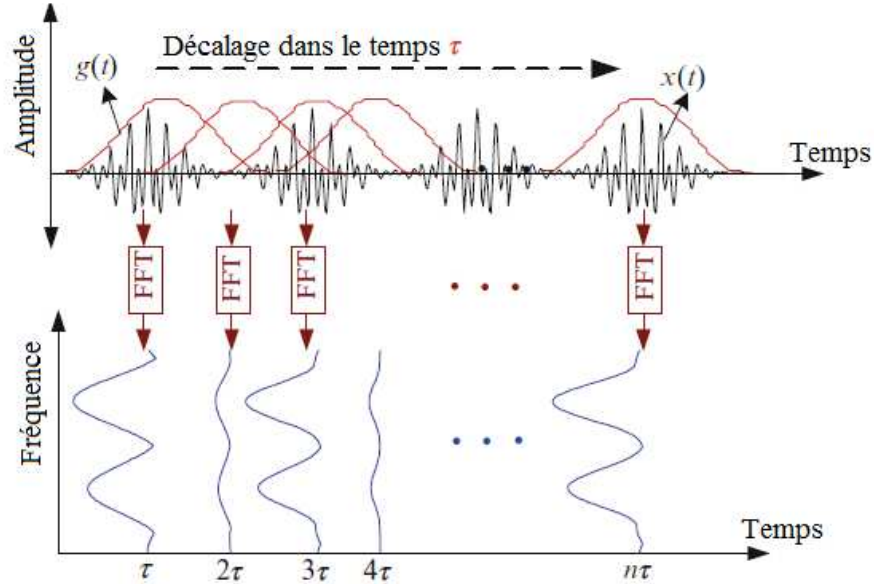 Décalage dans le temps τ
g(t)
x(t)
Amplitude
Temps
FFT
FFT
FFT
FFT
Fréquence
Temps
τ
2τ
3τ
4τ
nτ